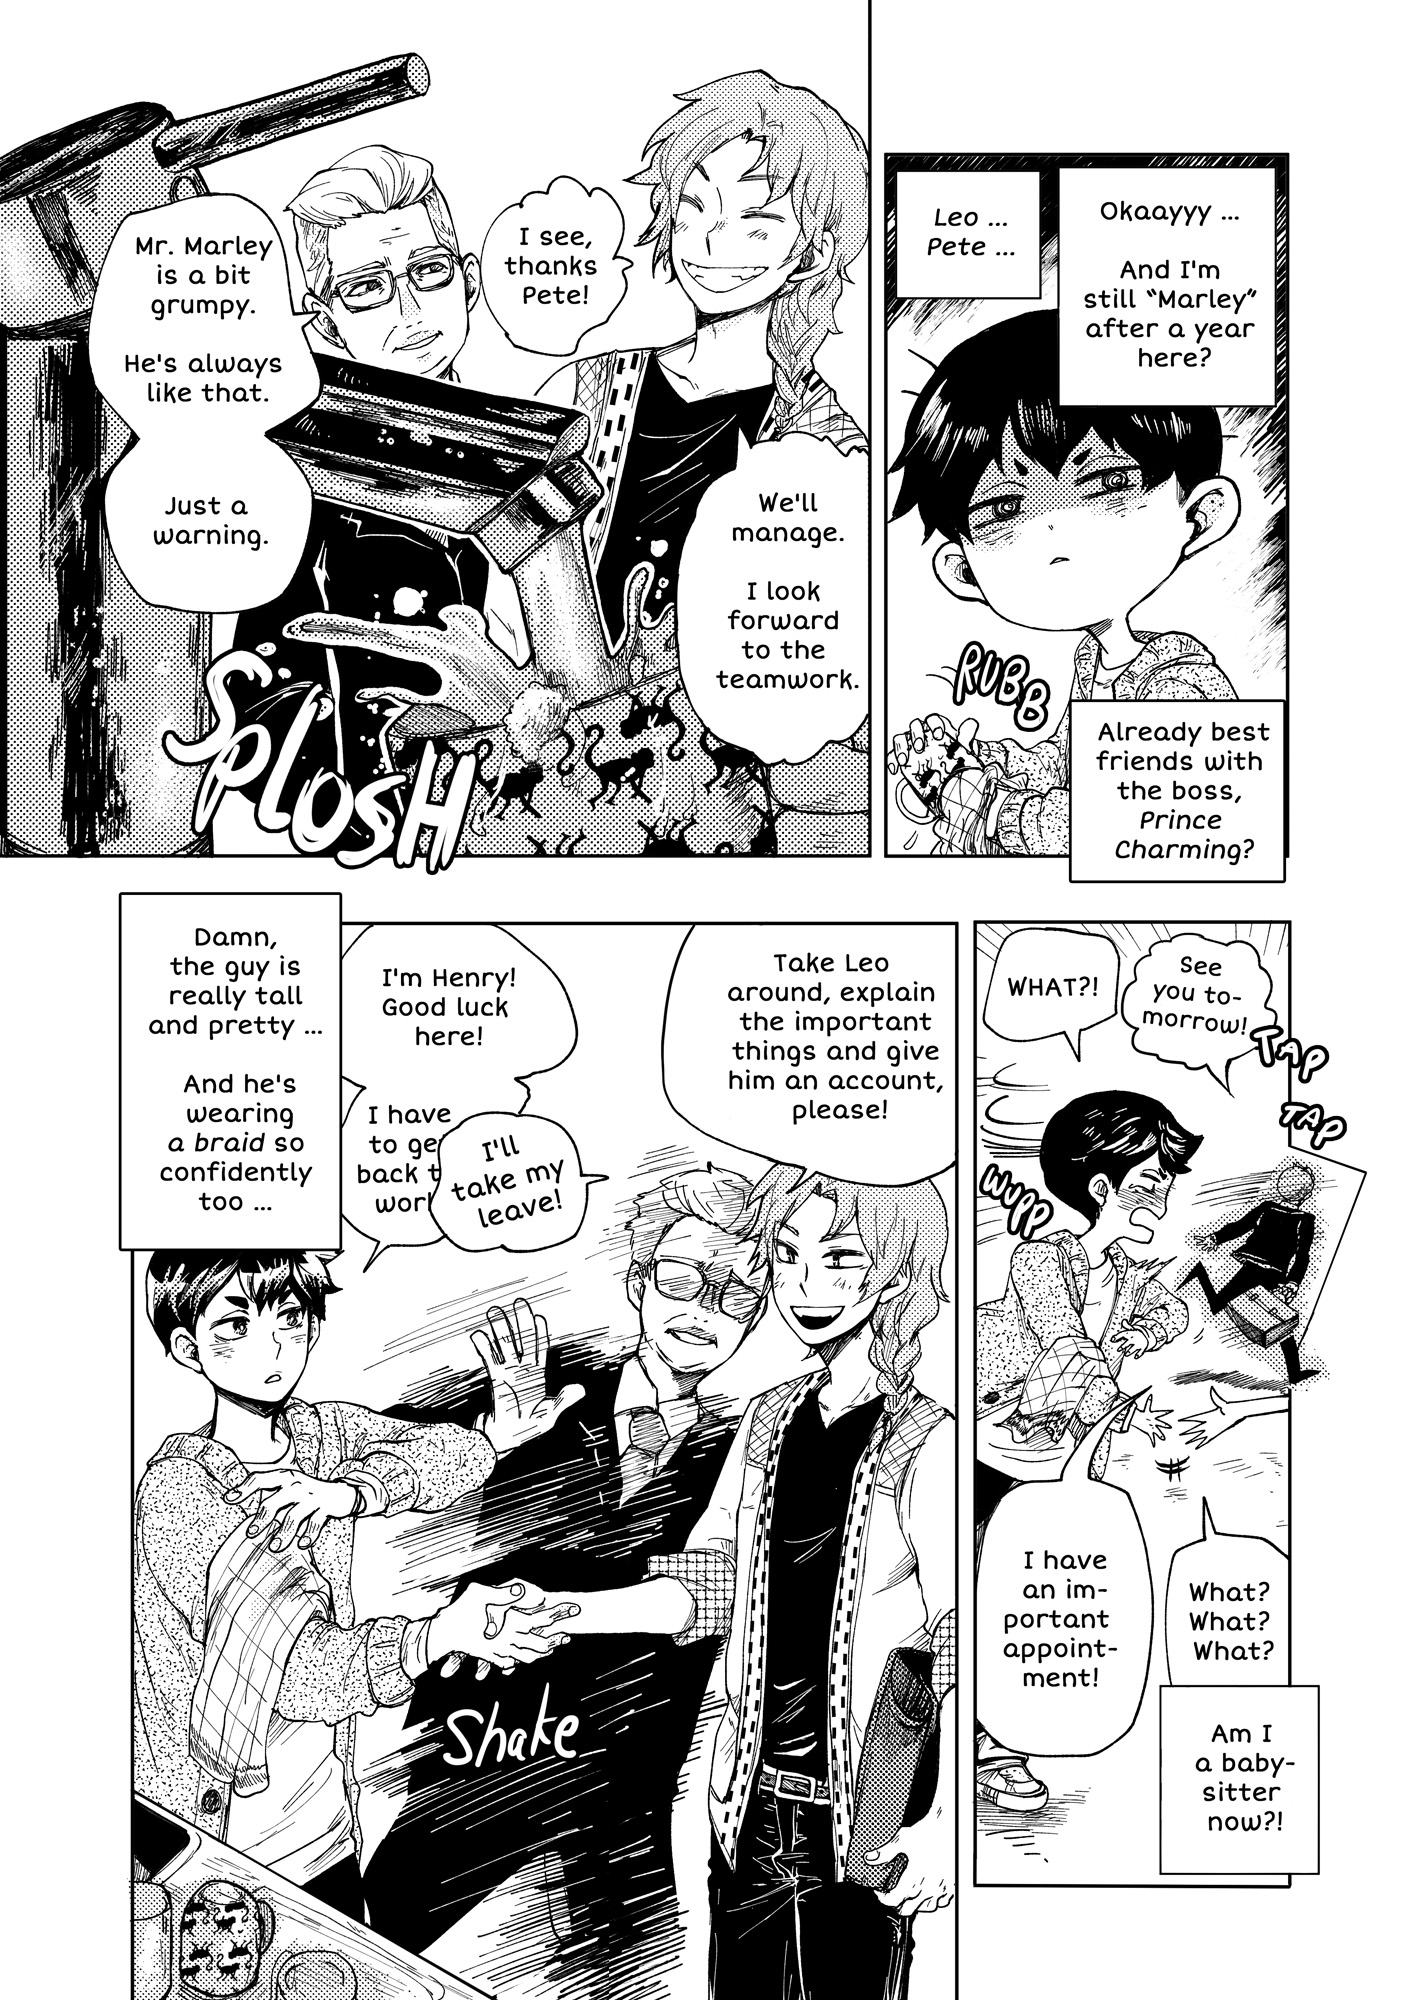 Mr. Marley
is a bit
grumpy.
He's always
like that.
Just a
warning.
I see,
thanks
Pete!
We'll
manage.
I look
forward
to the
teamwork.
SPLOSH
Leo ...
Pete ...
Okaayyy ...
And I'm
still “Marley”
after a year
here?
RUBB
Already best
friends with
the boss,
Prince
Charming?
Damn,
the guy is
really tall
and pretty ...
And he's
wearing
a braid so
confidently
too ...
I'm Henry!
Good luck
here!
I have
to ge
back t
wor
I'll
take my
leave!
Take Leo
around, explain
the important
things and give
him an account,
please!
Shake
WHAT?!
See
you to-
morrow!
TAP
TAP
WUPP
I have
an im-
portant
appoint-
ment!
What?
What?
What?
Am I
a baby-
sitter
now?!